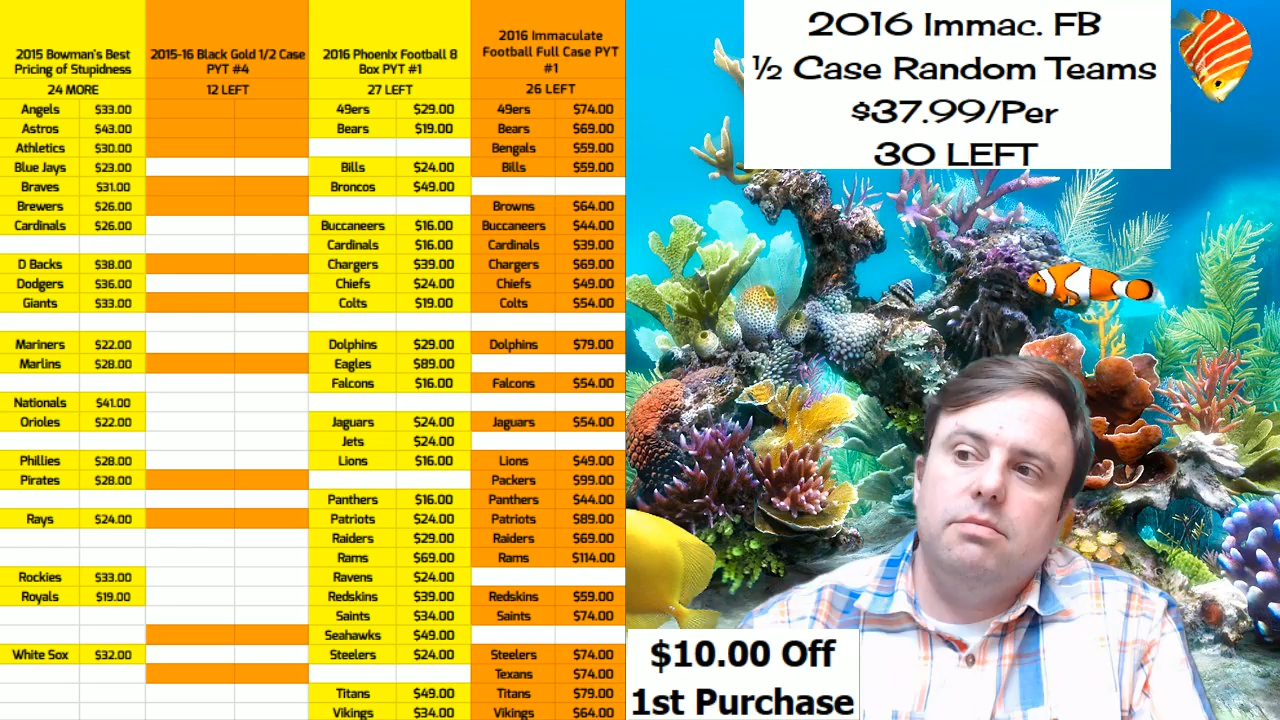 2015 Bowman's Best
Pricing of Stupidness
24 MORE
Angels $33.00
Astros $43.00
Athletics $30.00
Blue Jays $23.00
Braves $31.00
Brewers $26.00
Cardinals $26.00
D Backs $38.00
Dodgers $36.00
Giants $33.00
Mariners $22.00
Marlins $28.00
Nationals $41.00
Orioles $22.00
Phillies $28.00
Pirates $28.00
Rays $24.00
Rockies $33.00
Royals $19.00
White Sox $32.00
2015-16 Black Gold 1/2 Case
PYT #4
12 LEFT
2016 Phoenix Football 8
Box PYT #1
27 LEFT
49ers $29.00
Bears $19.00
Bills $24.00
Broncos $49.00
Buccaneers $16.00
Cardinals $16.00
Chargers $39.00
Chiefs $24.00
Colts $19.00
Dolphins $29.00
Eagles $89.00
Falcons $16.00
Jaguars $24.00
Jets $24.00
Lions $16.00
Panthers $16.00
Patriots $24.00
Raiders $29.00
Rams $69.00
Ravens $24.00
Redskins $39.00
Saints $34.00
Seahawks $49.00
Steelers $24.00
Titans $49.00
Vikings $34.00
2016 Immaculate
Football Full Case PYT
#1
26 LEFT
49ers $74.00
Bears $69.00
Bengals $59.00
Bills $59.00
Browns $64.00
Buccaneers $44.00
Cardinals $39.00
Chargers $69.00
Chiefs $49.00
Colts $54.00
Dolphins $79.00
Falcons $54.00
Jaguars $54.00
Lions $49.00
Packers $99.00
Panthers $44.00
Patriots $89.00
Raiders $69.00
Rams $114.00
Redskins $59.00
Saints $74.00
Steelers $74.00
Texans $74.00
Titans $79.00
Vikings $64.00
2016 Immac. FB
½ Case Random Teams
$37.99/Per
30 LEFT
$10.00 Off
1st Purchase